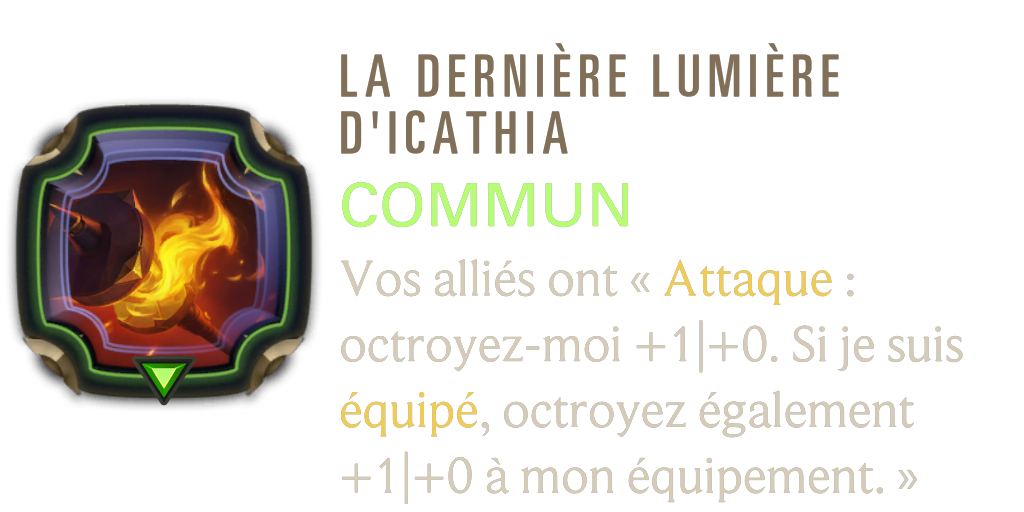 LA DERNIÈRE LUMIÈRE
D'ICATHIA
COMMUN
Vos alliés ont « Attaque :
octroyez-moi +1|+0. Si je suis
équipé, octroyez également
+1|+0 à mon équipement. »